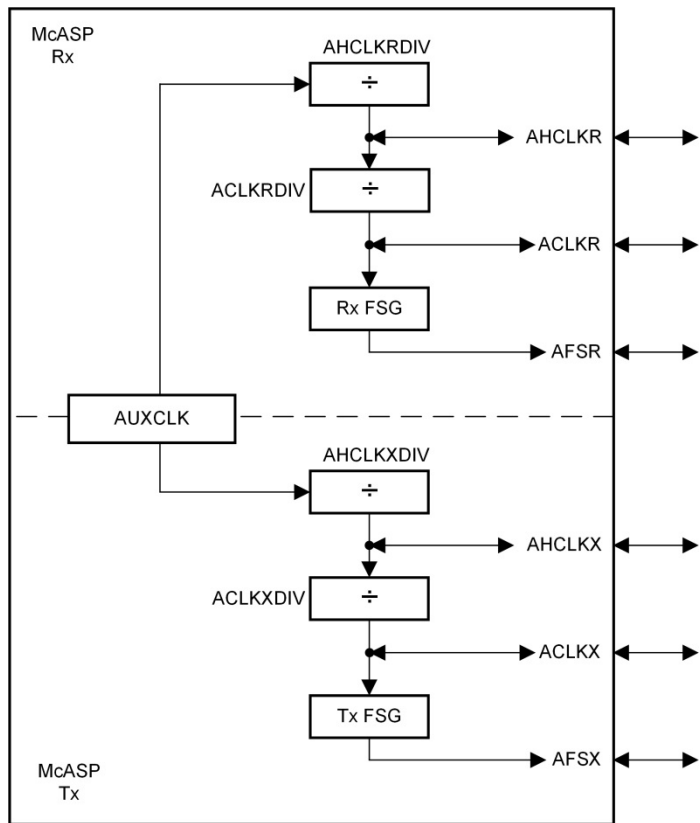 McASP
Rx
AHCLKRDIV
÷
AHCLKR
ACLKRDIV
÷
ACLKR
Rx FSG
AFSR
AUXCLK
AHCLKXDIV
÷
AHCLKX
ACLKXDIV
÷
ACLKX
Tx FSG
AFSX
McASP
Tx